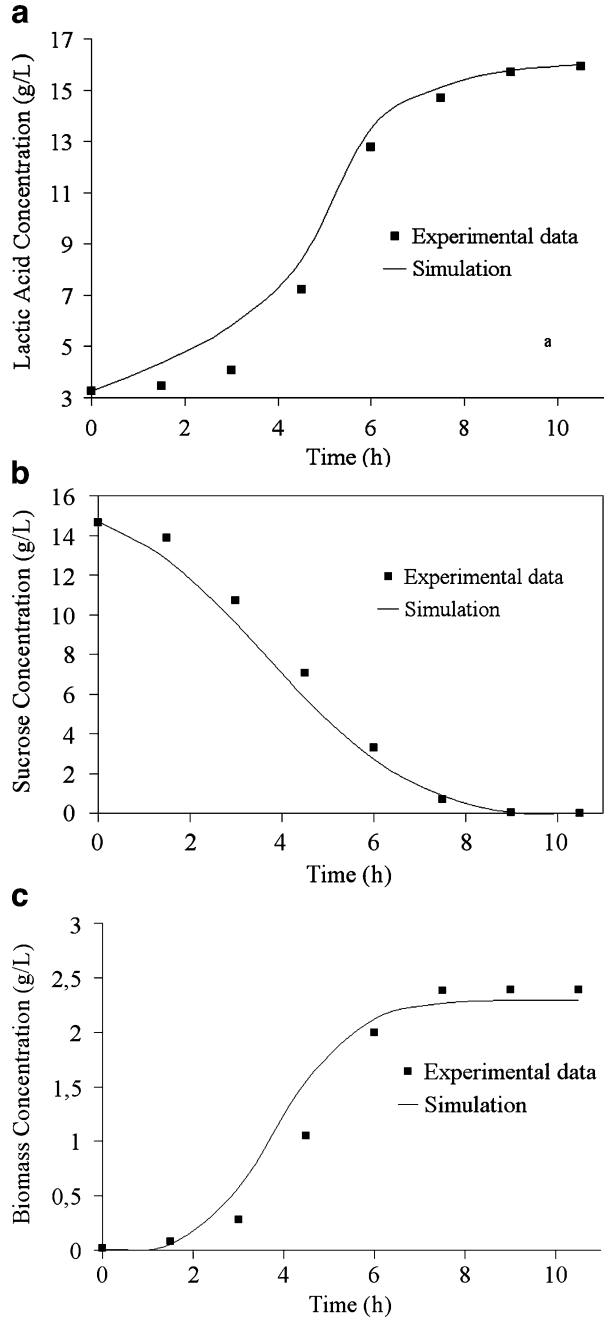 a
Lactic Acid Concentration (g/L)
17
15
13
11
9
7
5
3
Experimental data
Simulation
a
0
2
4
6
8
10
Time (h)
b
Sucrose Concentration (g/L)
16
14
12
10
8
6
4
2
0
Experimental data
Simulation
0
2
4
6
8
10
Time (h)
c
Biomass Concentration (g/L)
3
2,5
2
1,5
1
0,5
0
Experimental data
Simulation
0
2
4
6
8
10
Time (h)